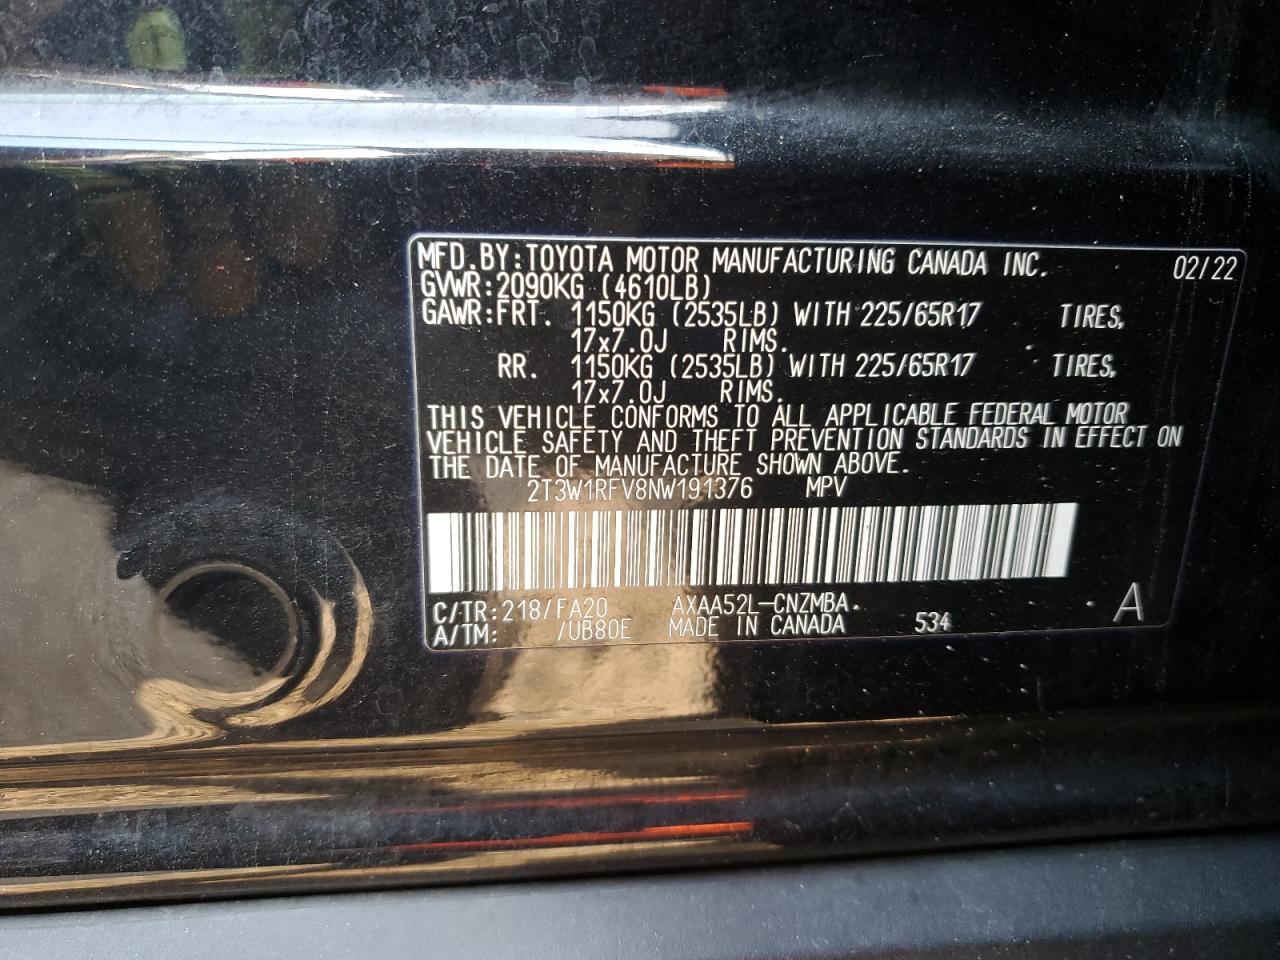 MFD. BY: TOYOTA MOTOR MANUFACTURING CANADA INC. 02/22
GVWR: 2090KG (4610LB)
GAWR: FRT. 1150KG (2535LB) WITH 225/65R17 TIRES,
17x7.0J RIMS.
RR. 1150KG (2535LB) WITH 225/65R17 TIRES,
17x7.0J RIMS.
THIS VEHICLE CONFORMS TO ALL APPLICABLE FEDERAL MOTOR
VEHICLE SAFETY AND THEFT PREVENTION STANDARDS IN EFFECT ON
THE DATE OF MANUFACTURE SHOWN ABOVE.
2T3W1RFV8NW191376 MPV
C/TR: 218/FA20 AXAA52L-CNZMBA
A/TM: /UB80E MADE IN CANADA 534 A